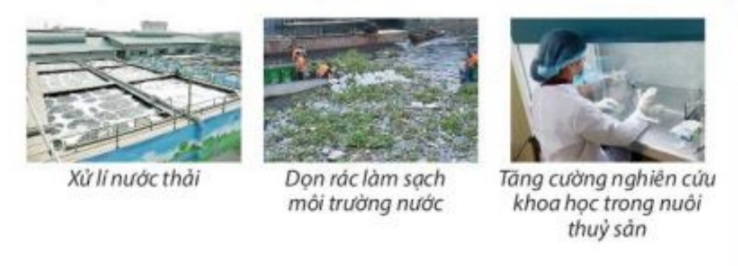 Xử lí nước thải
Dọn rác làm sạch
môi trường nước
Tăng cường nghiên cứu
khoa học trong nuôi
thuỷ sản